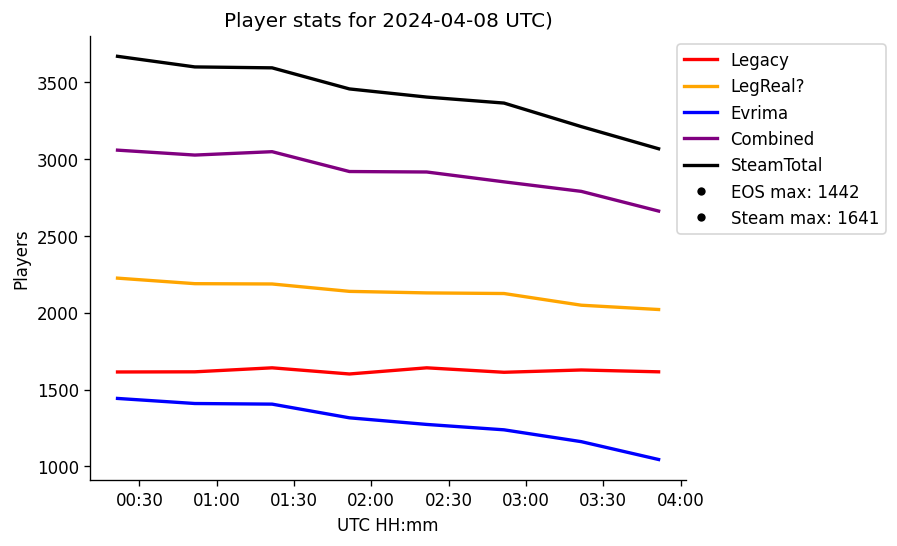 Player stats for 2024-04-08 UTC)
Legacy
LegReal?
Evrima
Combined
SteamTotal
EOS max: 1442
Steam max: 1641
Players
3500
3000
2500
2000
1500
1000
00:30 01:00 01:30 02:00 02:30 03:00 03:30 04:00
UTC HH:mm